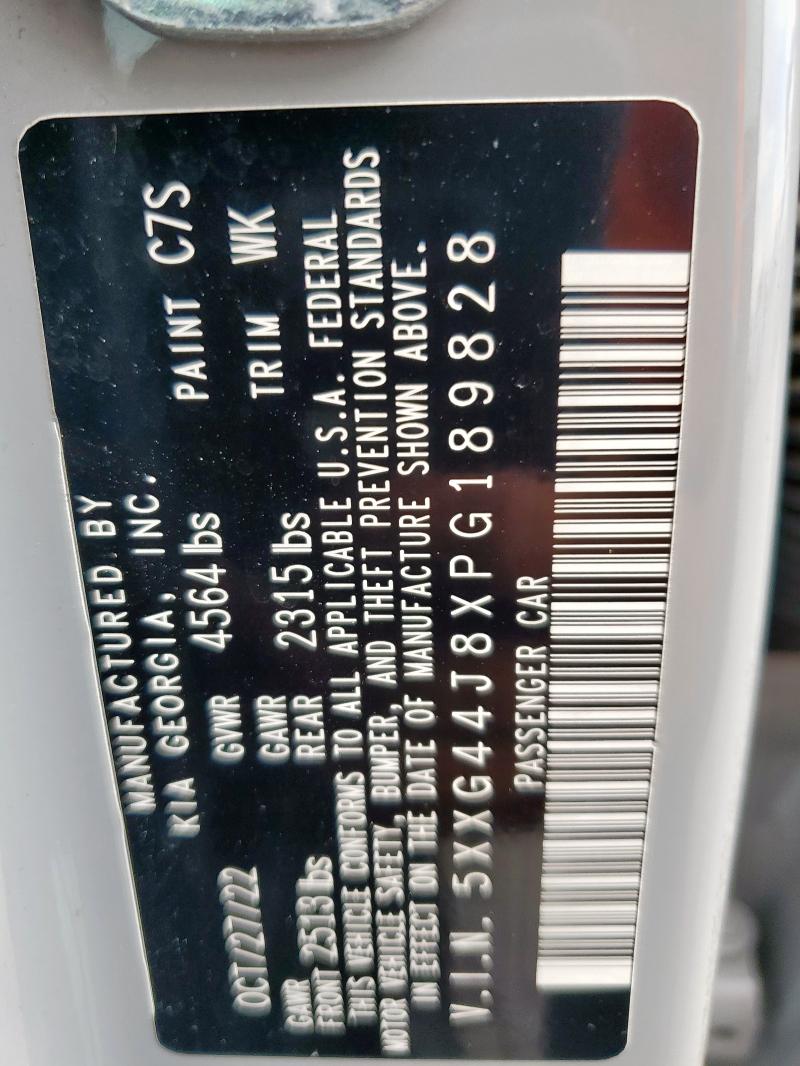 MANUFACTURED BY
KIA GEORGIA, INC.
OCT/27/22 GVWR 4564 lbs PAINT C7S
GAWR GAWR TRIM WK
FRONT 2513 lbs REAR 2315 lbs
THIS VEHICLE CONFORMS TO ALL APPLICABLE U.S.A. FEDERAL
MOTOR VEHICLE SAFETY, BUMPER, AND THEFT PREVENTION STANDARDS
IN EFFECT ON THE DATE OF MANUFACTURE SHOWN ABOVE.
V.I.N. 5XXG44J8XPG189828
PASSENGER CAR